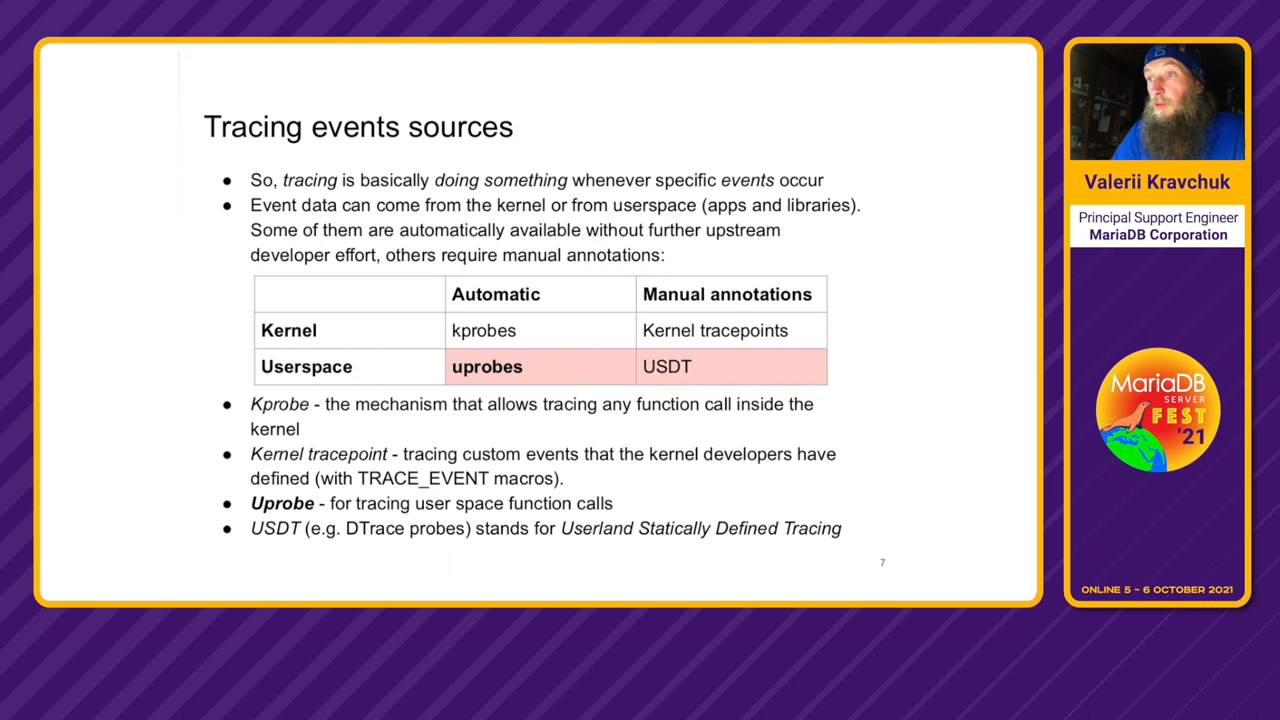 Tracing events sources
● So, tracing is basically doing something whenever specific events occur
● Event data can come from the kernel or from userspace (apps and libraries).
Some of them are automatically available without further upstream
developer effort, others require manual annotations:
Automatic Manual annotations
Kernel kprobes Kernel tracepoints
Userspace uprobes USDT
● Kprobe - the mechanism that allows tracing any function call inside the
kernel
● Kernel tracepoint - tracing custom events that the kernel developers have
defined (with TRACE_EVENT macros).
● Uprobe - for tracing user space function calls
● USDT (e.g. DTrace probes) stands for Userland Statically Defined Tracing
7
Valerii Kravchuk
Principal Support Engineer
MariaDB Corporation
MariaDB
SERVER
FEST
'21
ONLINE 5 – 6 OCTOBER 2021